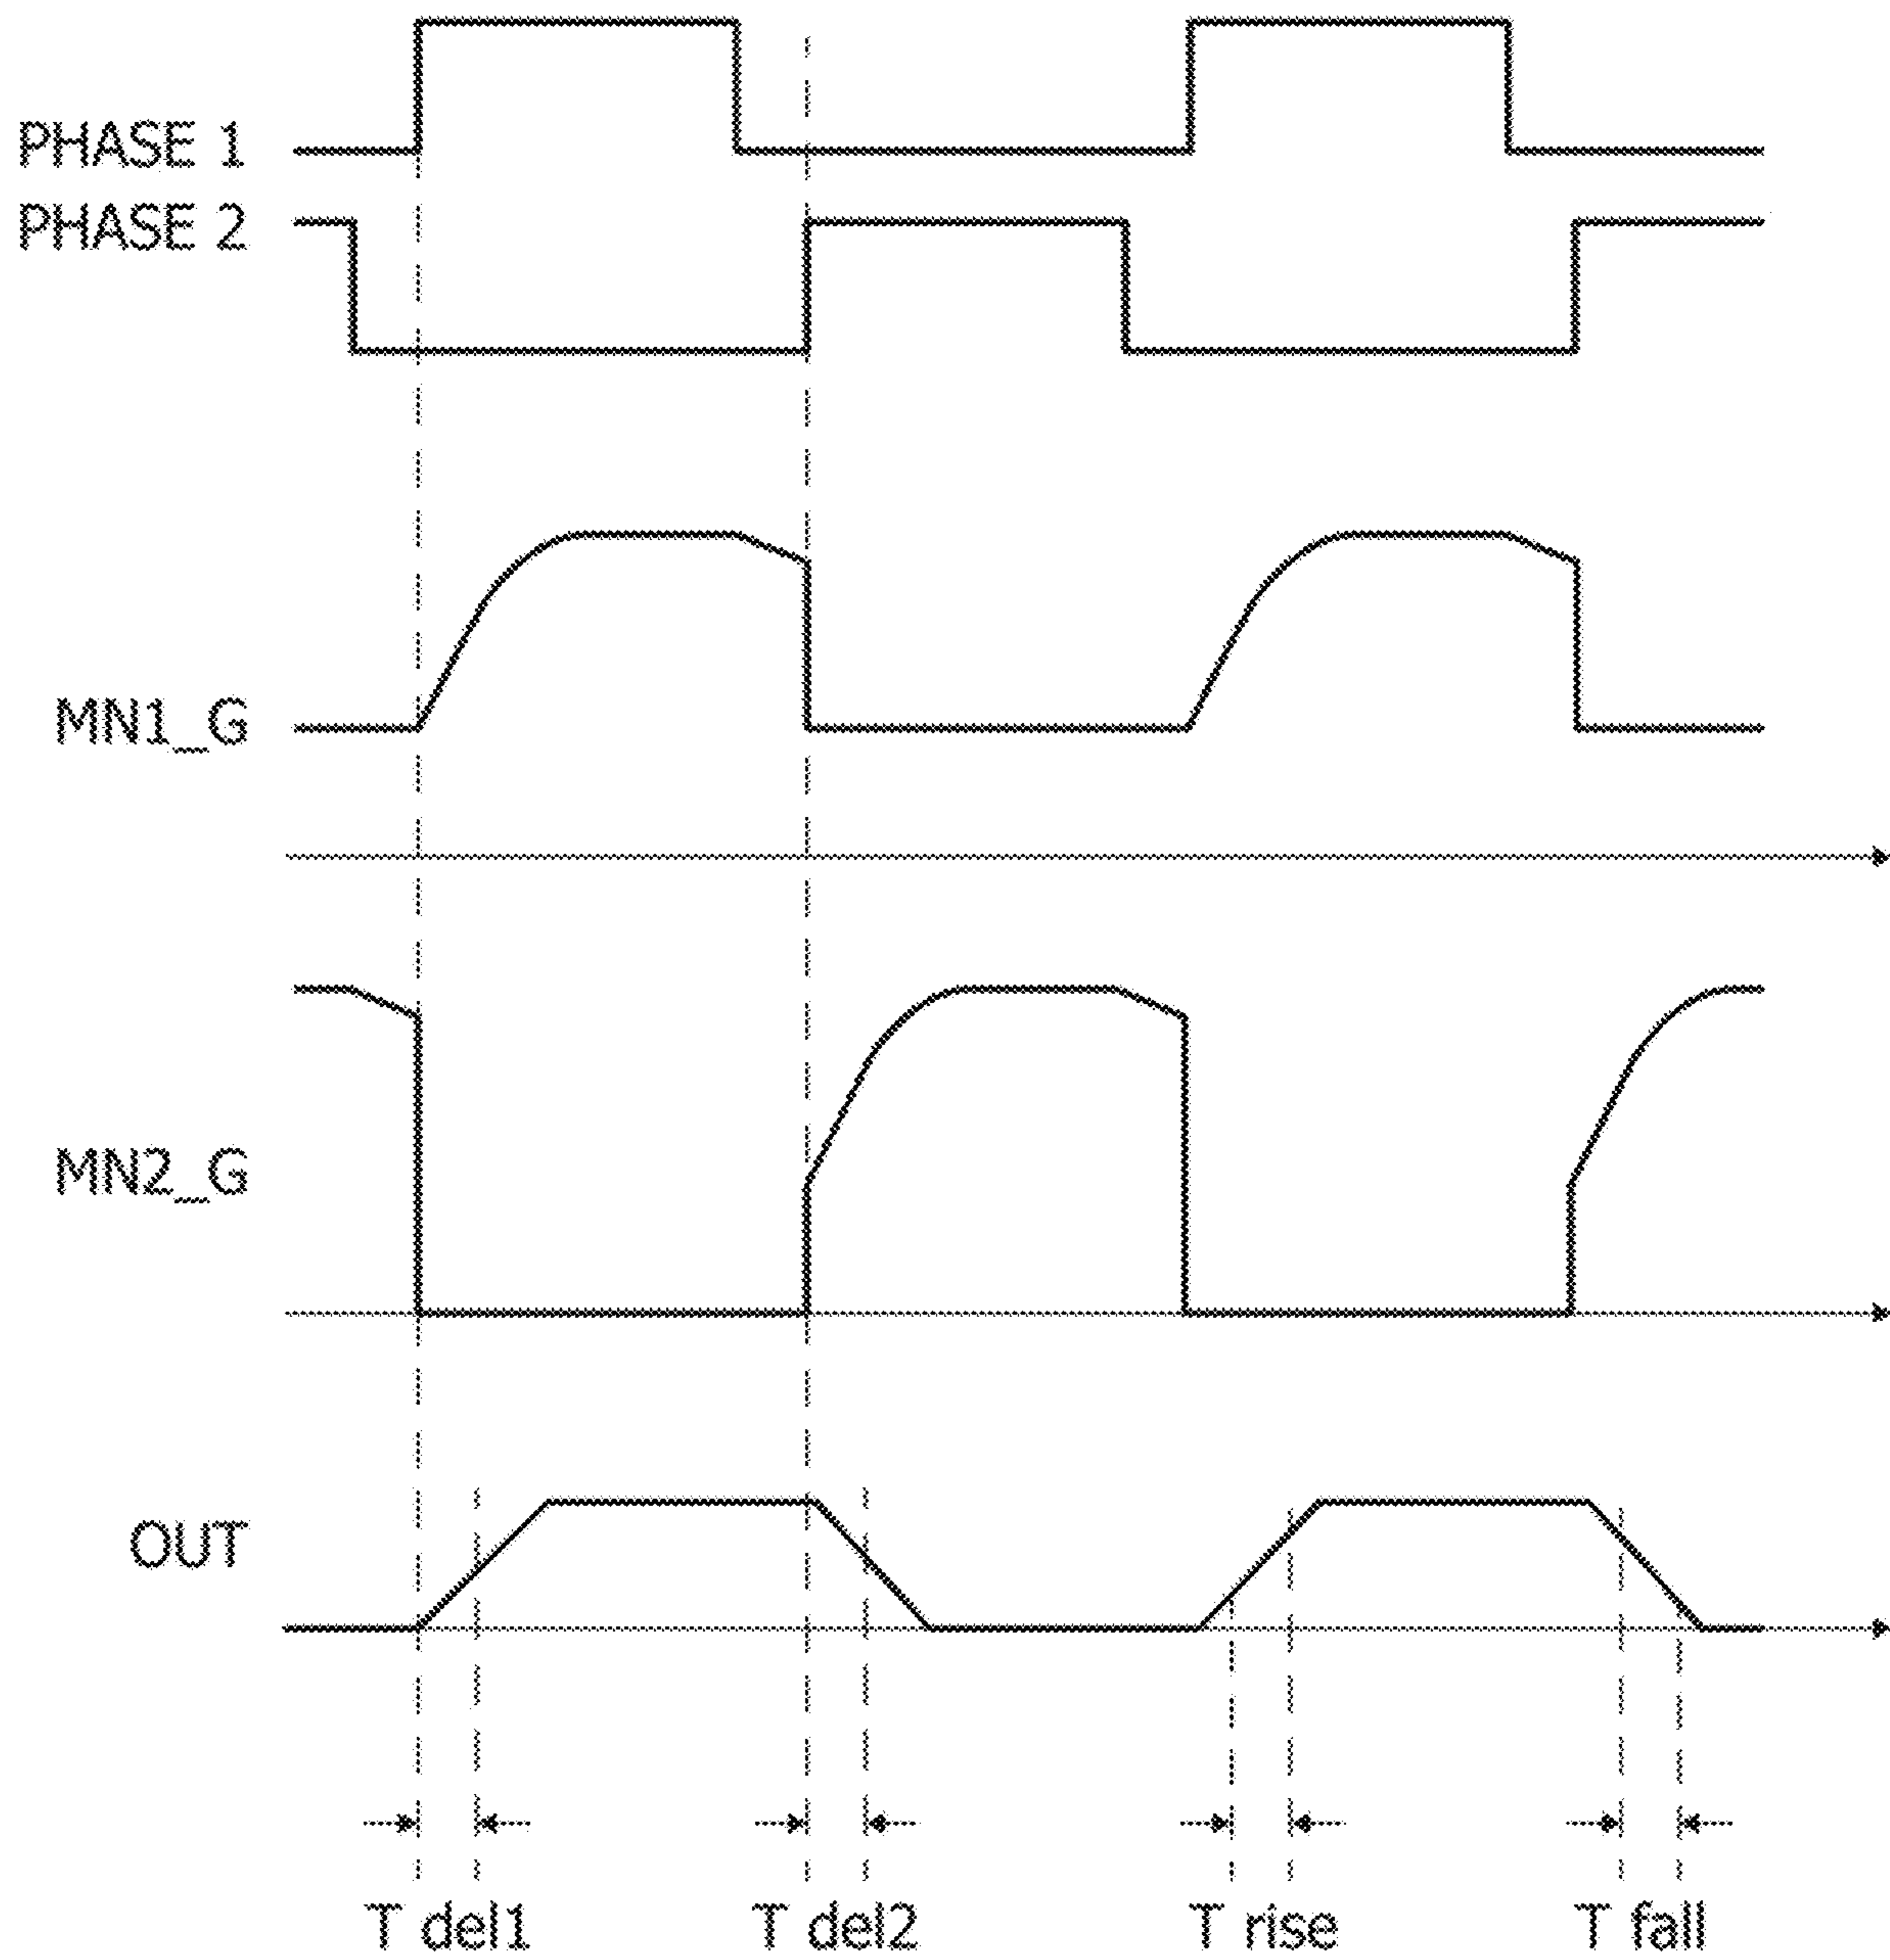 PHASE 1
PHASE 2
MN1_G
MN2_G
OUT
T del1
T del2
T rise
T fall